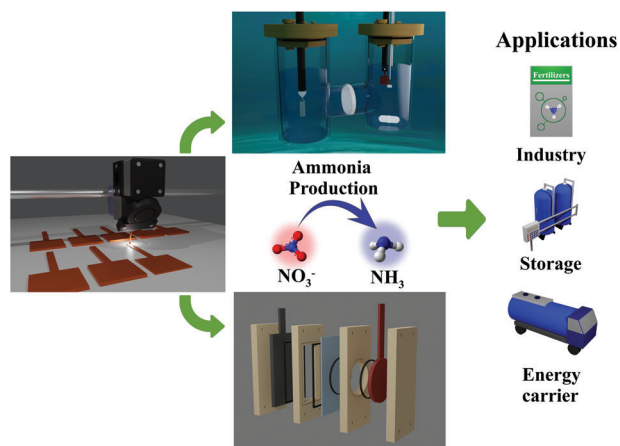 Applications
Fertilizers
Industry
Ammonia
Production
NO₃⁻
NH₃
Storage
Energy
carrier